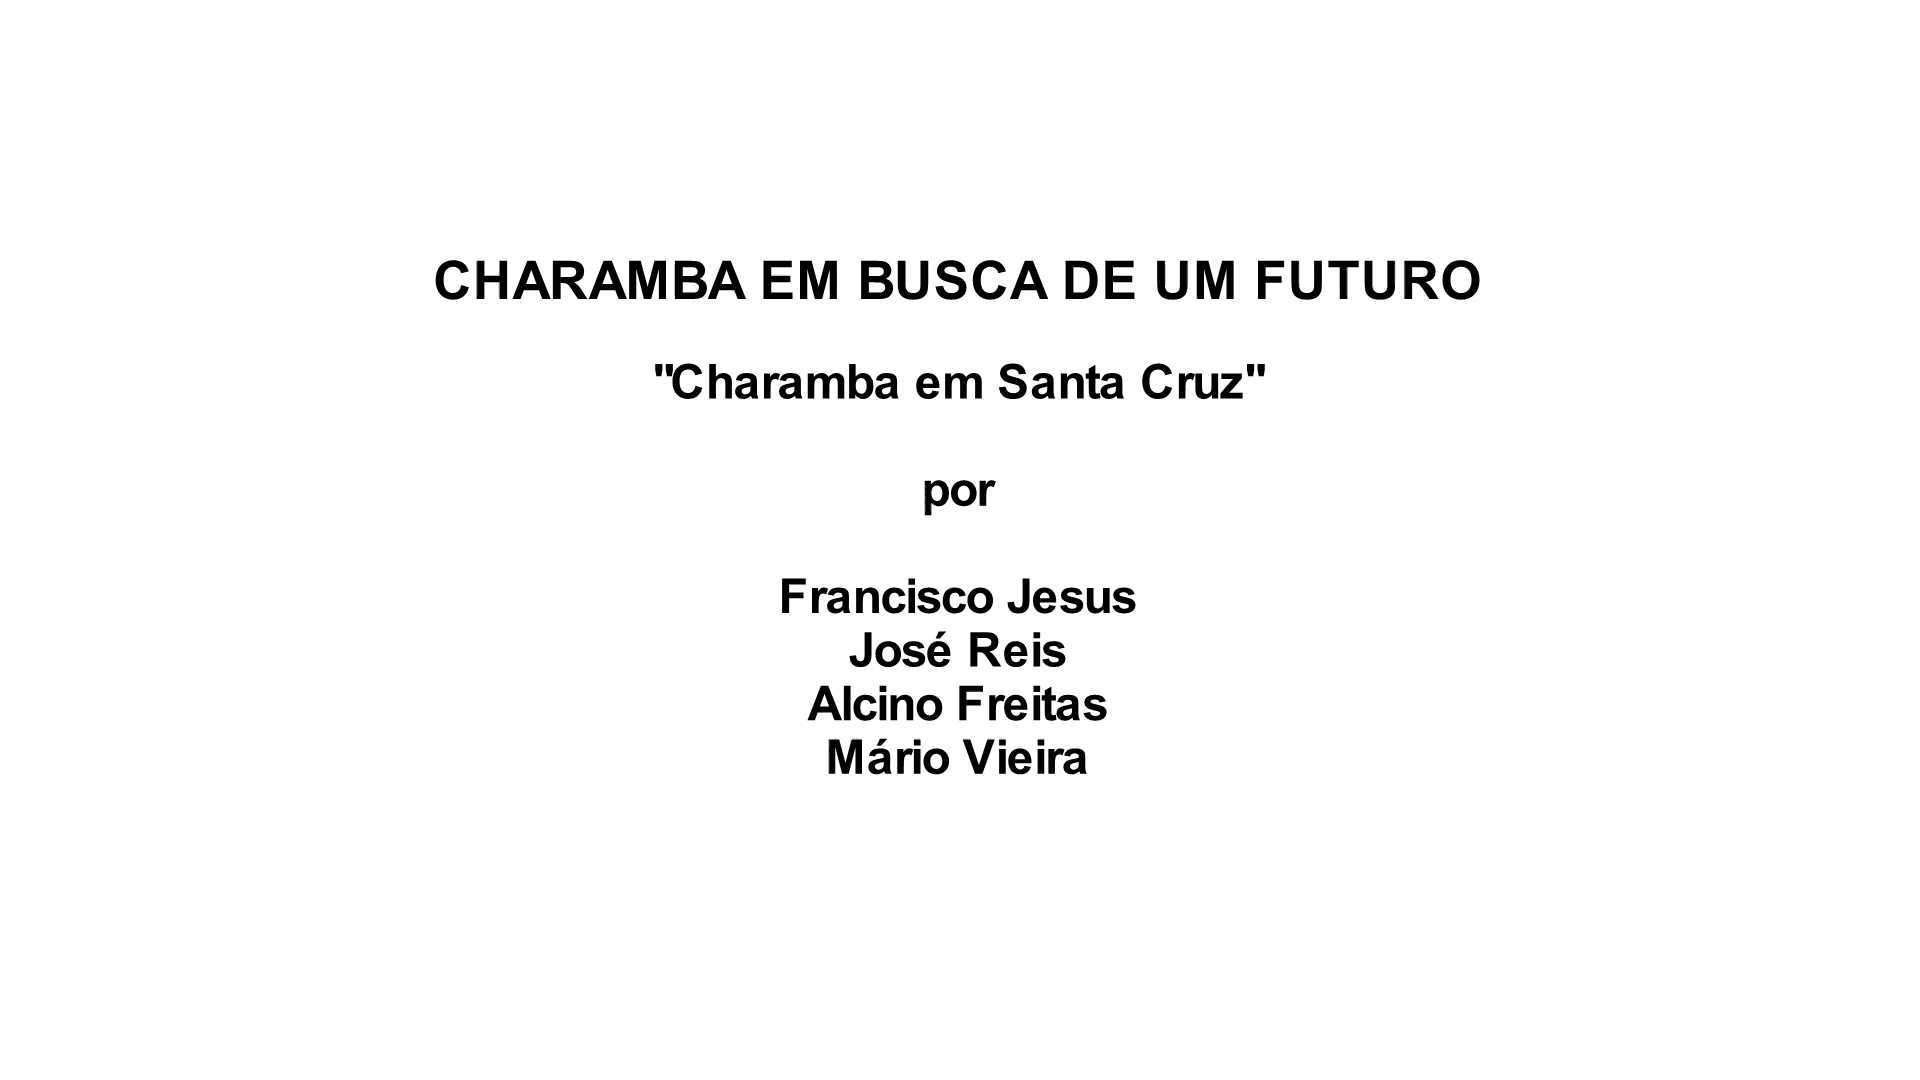 CHARAMBA EM BUSCA DE UM FUTURO
"Charamba em Santa Cruz"
por
Francisco Jesus
José Reis
Alcino Freitas
Mário Vieira